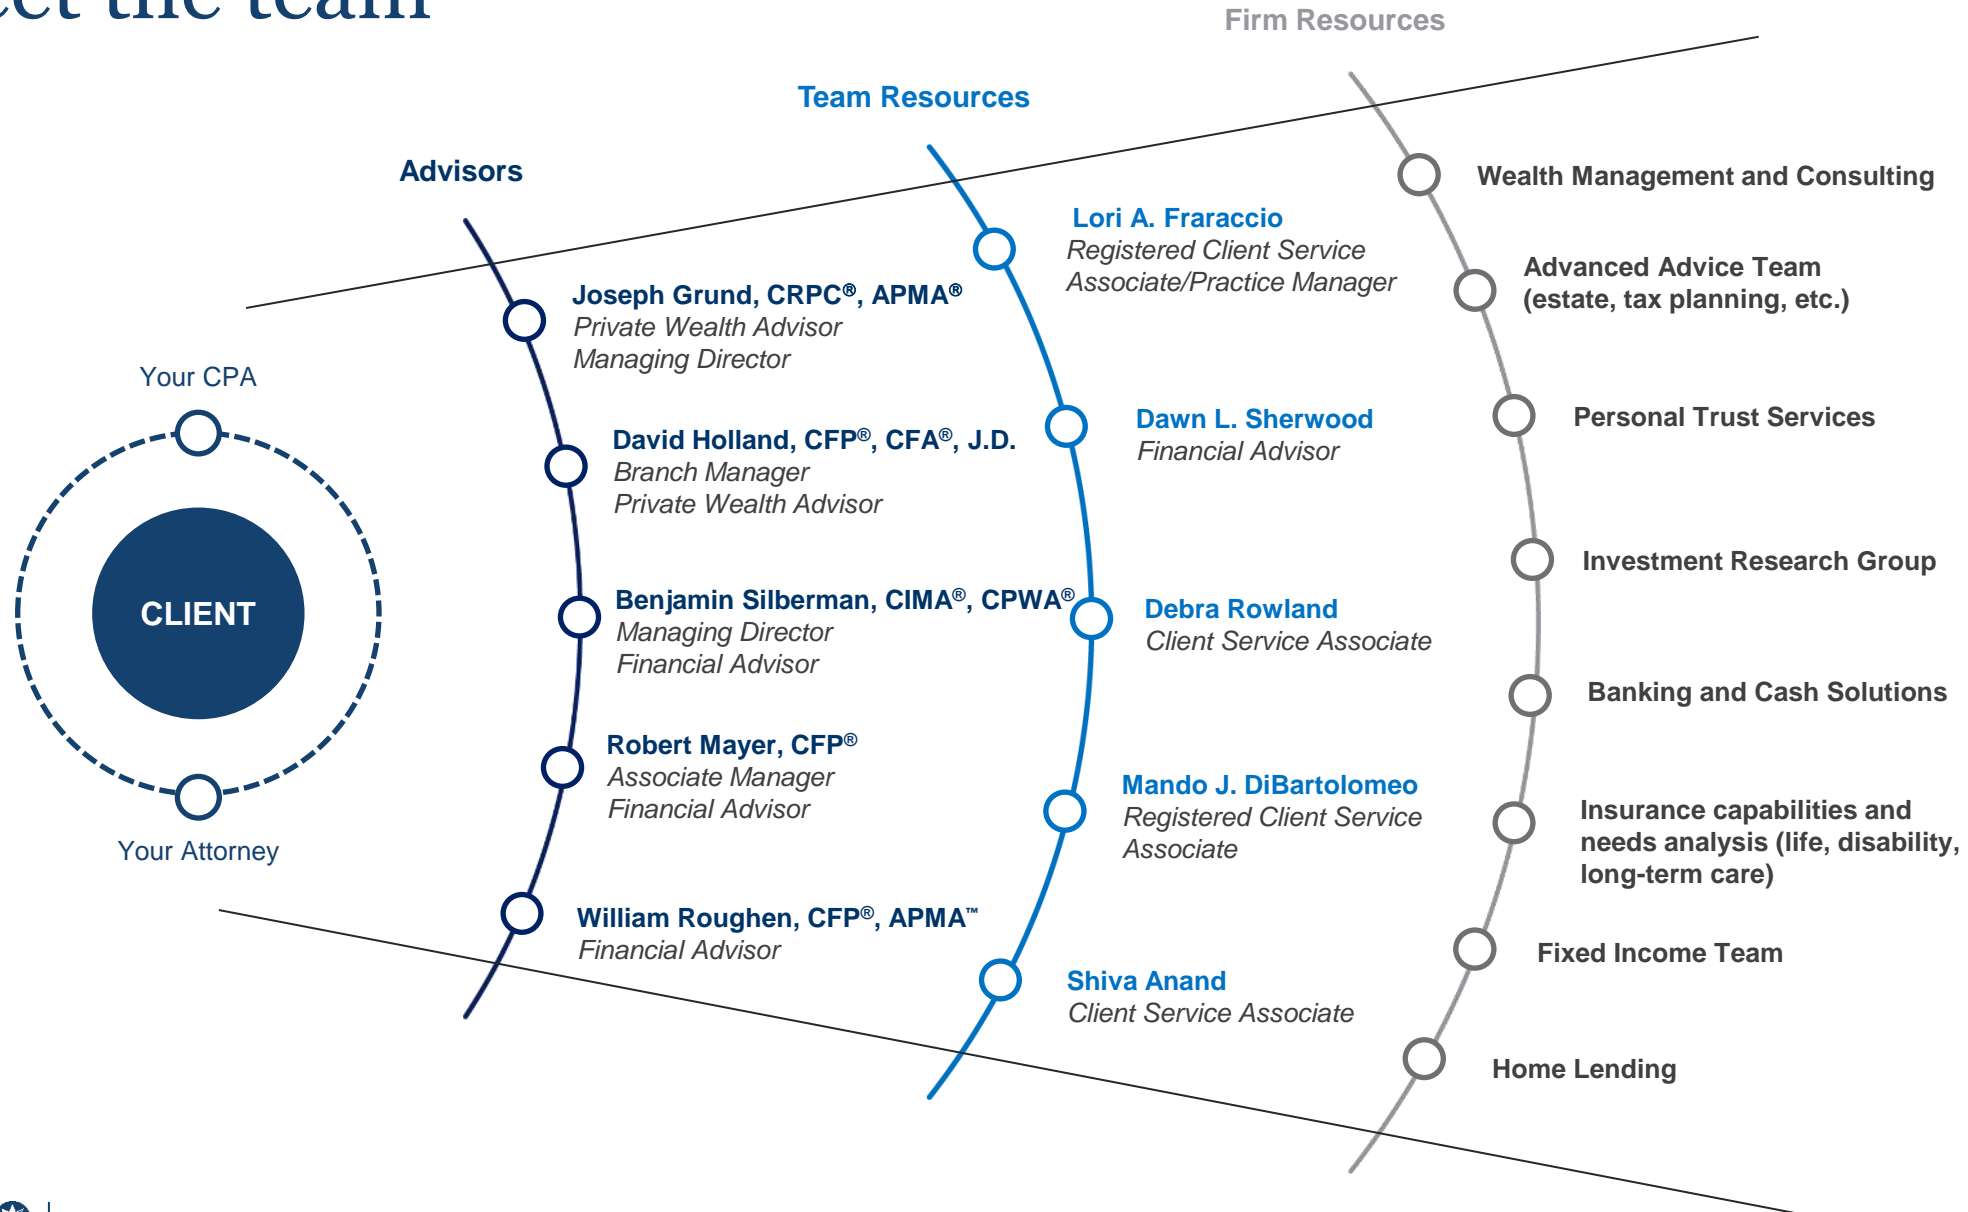 eet the team
Firm Resources
Team Resources
Advisors
Your CPA
CLIENT
Your Attorney
Joseph Grund, CRPC®, APMA®
Private Wealth Advisor
Managing Director
David Holland, CFP®, CFA®, J.D.
Branch Manager
Private Wealth Advisor
Benjamin Silberman, CIMA®, CPWA®
Managing Director
Financial Advisor
Robert Mayer, CFP®
Associate Manager
Financial Advisor
William Roughen, CFP®, APMA™
Financial Advisor
Lori A. Fraraccio
Registered Client Service
Associate/Practice Manager
Dawn L. Sherwood
Financial Advisor
Debra Rowland
Client Service Associate
Mando J. DiBartolomeo
Registered Client Service
Associate
Shiva Anand
Client Service Associate
Wealth Management and Consulting
Advanced Advice Team
(estate, tax planning, etc.)
Personal Trust Services
Investment Research Group
Banking and Cash Solutions
Insurance capabilities and
needs analysis (life, disability,
long-term care)
Fixed Income Team
Home Lending